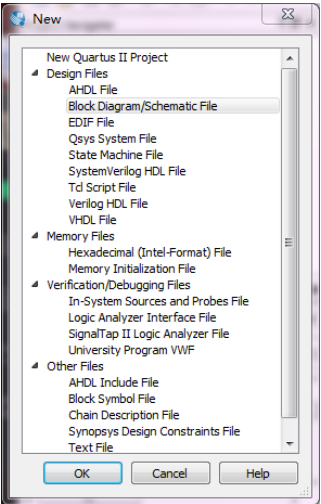 New
New Quartus II Project
Design Files
AHDL File
Block Diagram/Schematic File
EDIF File
Qsys System File
State Machine File
SystemVerilog HDL File
Tcl Script File
Verilog HDL File
VHDL File
Memory Files
Hexadecimal (Intel-Format) File
Memory Initialization File
Verification/Debugging Files
In-System Sources and Probes File
Logic Analyzer Interface File
SignalTap II Logic Analyzer File
University Program VWF
Other Files
AHDL Include File
Block Symbol File
Chain Description File
Synopsys Design Constraints File
Text File
OK Cancel Help